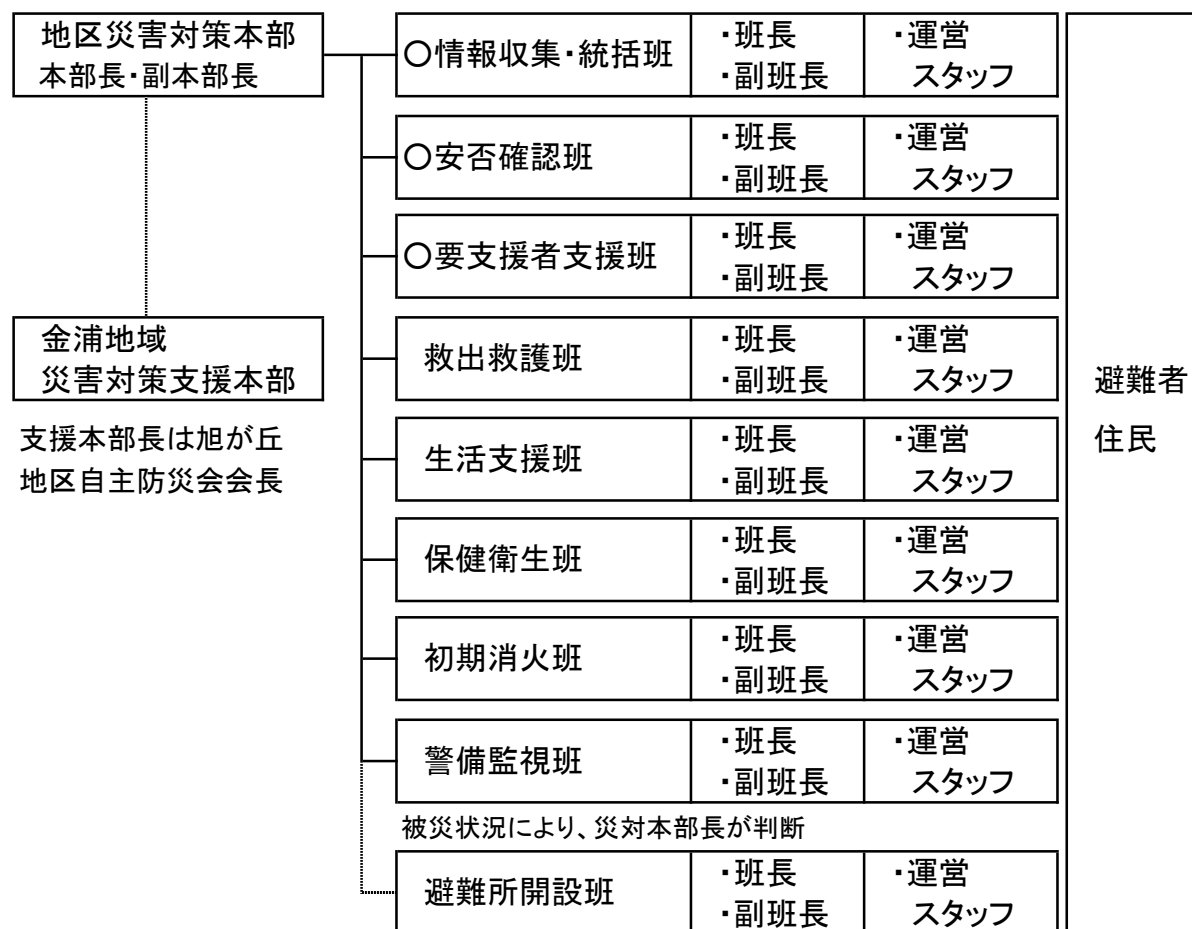 地区災害対策本部
本部長・副本部長
○情報収集・統括班
・班長
・副班長
・運営
スタッフ
○安否確認班
・班長
・副班長
・運営
スタッフ
○要支援者支援班
・班長
・副班長
・運営
スタッフ
金浦地域
災害対策支援本部
支援本部長は旭が丘
地区自主防災会会長
救出救護班
・班長
・副班長
・運営
スタッフ
生活支援班
・班長
・副班長
・運営
スタッフ
保健衛生班
・班長
・副班長
・運営
スタッフ
初期消火班
・班長
・副班長
・運営
スタッフ
警備監視班
・班長
・副班長
・運営
スタッフ
被災状況により、災対本部長が判断
避難所開設班
・班長
・副班長
・運営
スタッフ
避難者
住民